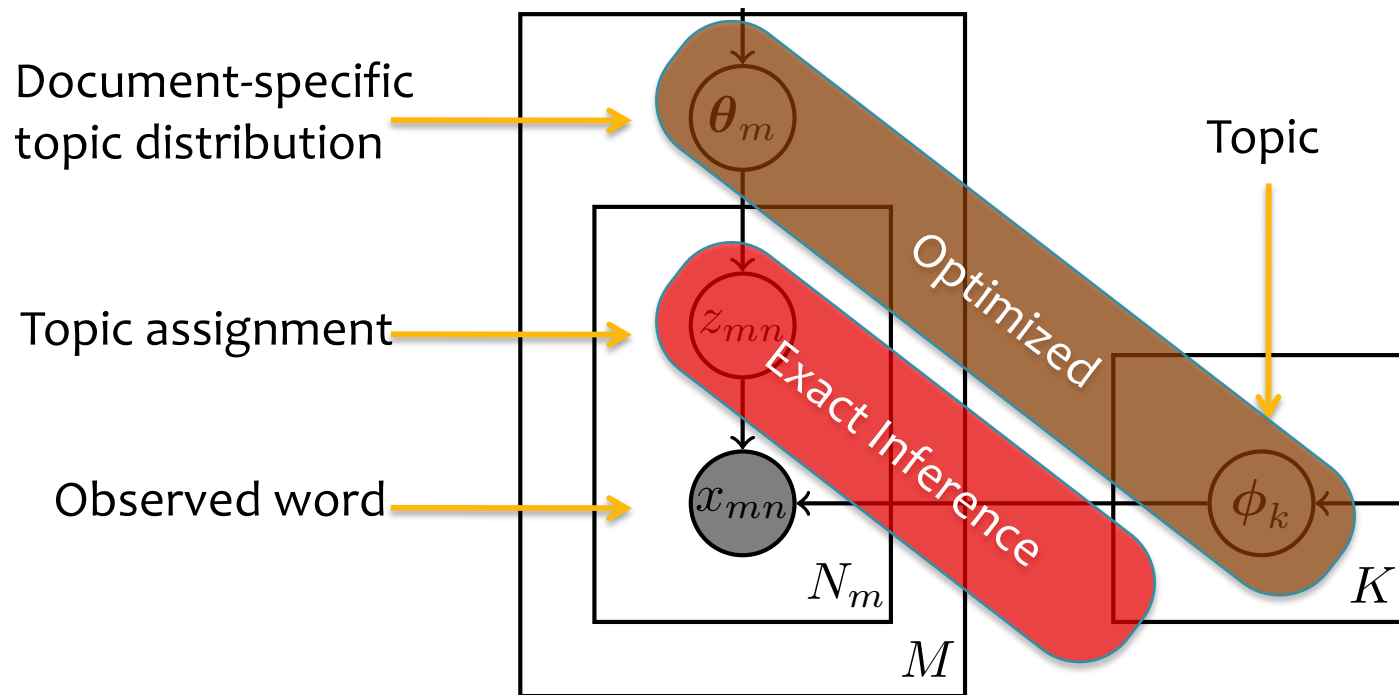 Document-specific
topic distribution
θₘ
Topic
Optimized
Topic assignment
zₘₙ
Exact Inference
Observed word
xₘₙ
ϕₖ
Nₘ
K
M